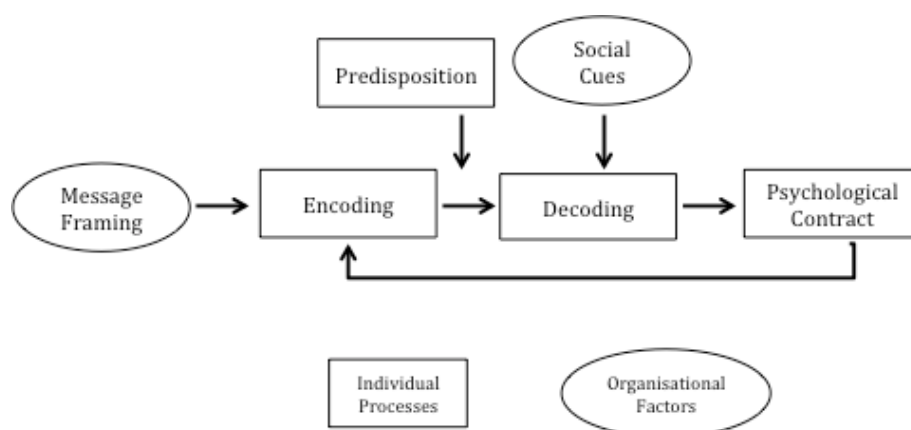 Predisposition
Social
Cues
Message
Framing
Encoding
Decoding
Psychological
Contract
Individual
Processes
Organisational
Factors